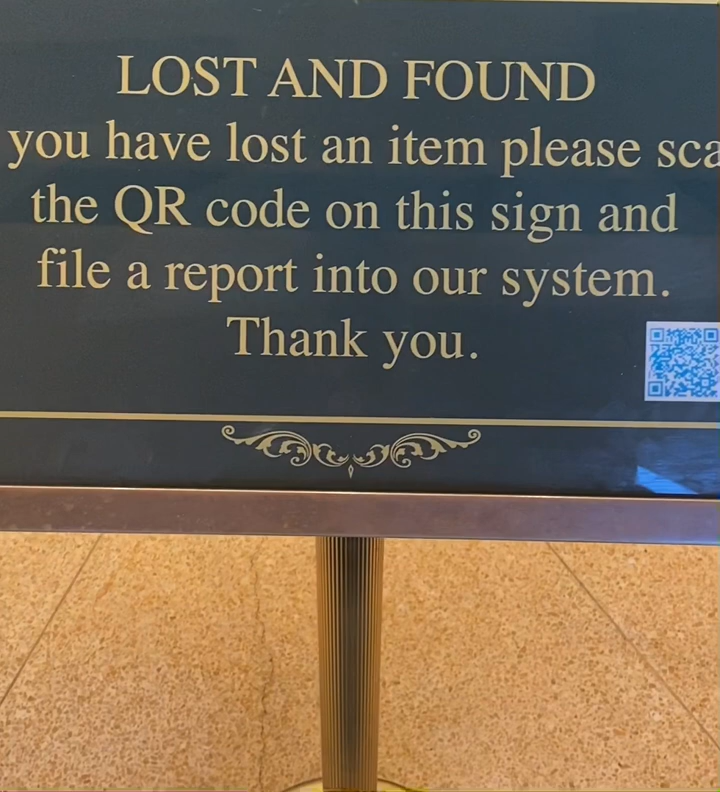 LOST AND FOUND
you have lost an item please sca
the QR code on this sign and
file a report into our system.
Thank you.